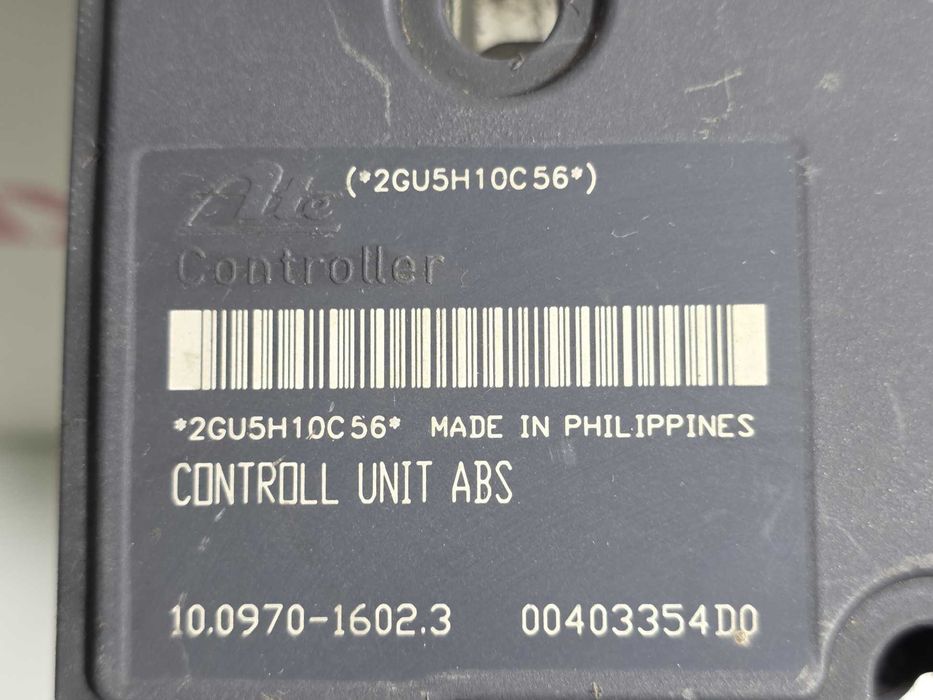 Ate (*2GU5H10C56*)
Controller
*2GU5H10C56* MADE IN PHILIPPINES
CONTROLL UNIT ABS
10.0970-1602.3 00403354D0